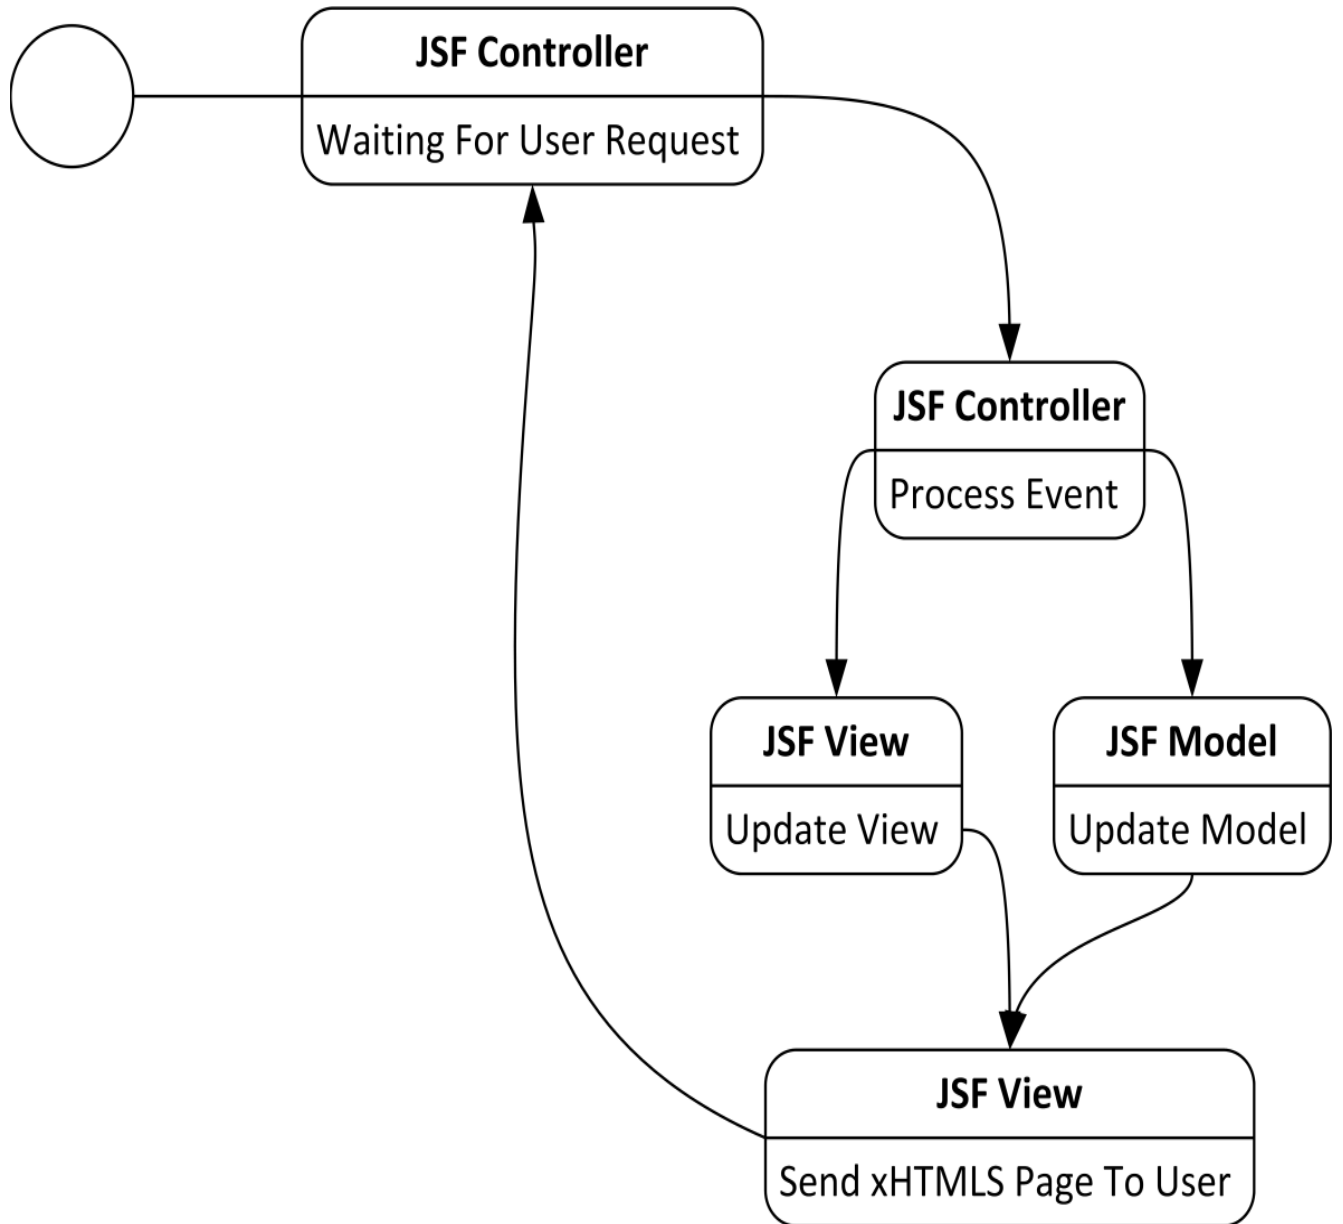 JSF Controller
Waiting For User Request
JSF Controller
Process Event
JSF View
Update View
JSF Model
Update Model
JSF View
Send xHTMLS Page To User